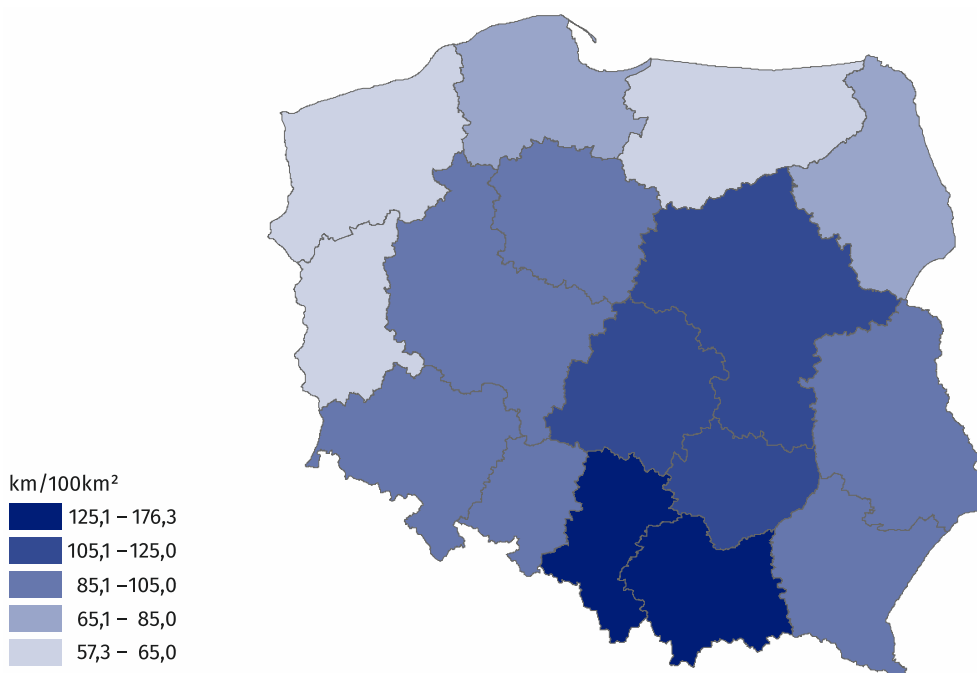 km/100km²
125,1 – 176,3
105,1 –125,0
85,1 –105,0
65,1 – 85,0
57,3 – 65,0